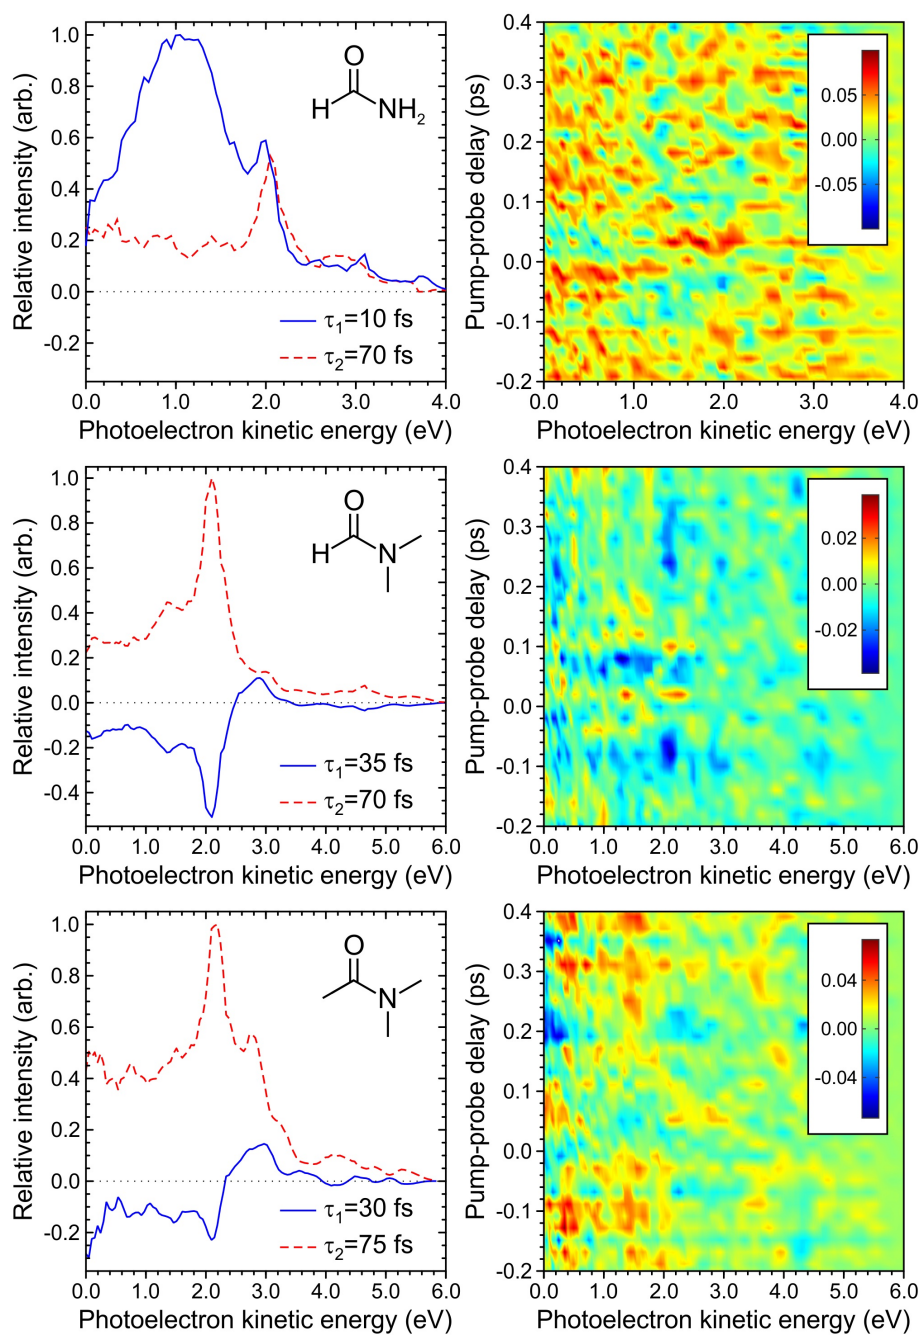 Relative intensity (arb.)
1.0
0.8
0.6
0.4
0.2
0.0
-0.2
O
H
NH2
τ1=10 fs
τ2=70 fs
0.0 1.0 2.0 3.0 4.0
Photoelectron kinetic energy (eV)
Pump-probe delay (ps)
0.4
0.3
0.2
0.1
0.0
-0.1
-0.2
0.05
0.00
-0.05
0.0 1.0 2.0 3.0 4.0
Photoelectron kinetic energy (eV)
Relative intensity (arb.)
1.0
0.8
0.6
0.4
0.2
0.0
-0.2
-0.4
O
H
N
τ1=35 fs
τ2=70 fs
0.0 1.0 2.0 3.0 4.0 5.0 6.0
Photoelectron kinetic energy (eV)
Pump-probe delay (ps)
0.4
0.3
0.2
0.1
0.0
-0.1
-0.2
0.02
0.00
-0.02
0.0 1.0 2.0 3.0 4.0 5.0 6.0
Photoelectron kinetic energy (eV)
Relative intensity (arb.)
1.0
0.8
0.6
0.4
0.2
0.0
-0.2
O
N
τ1=30 fs
τ2=75 fs
0.0 1.0 2.0 3.0 4.0 5.0 6.0
Photoelectron kinetic energy (eV)
Pump-probe delay (ps)
0.4
0.3
0.2
0.1
0.0
-0.1
-0.2
0.04
0.00
-0.04
0.0 1.0 2.0 3.0 4.0 5.0 6.0
Photoelectron kinetic energy (eV)